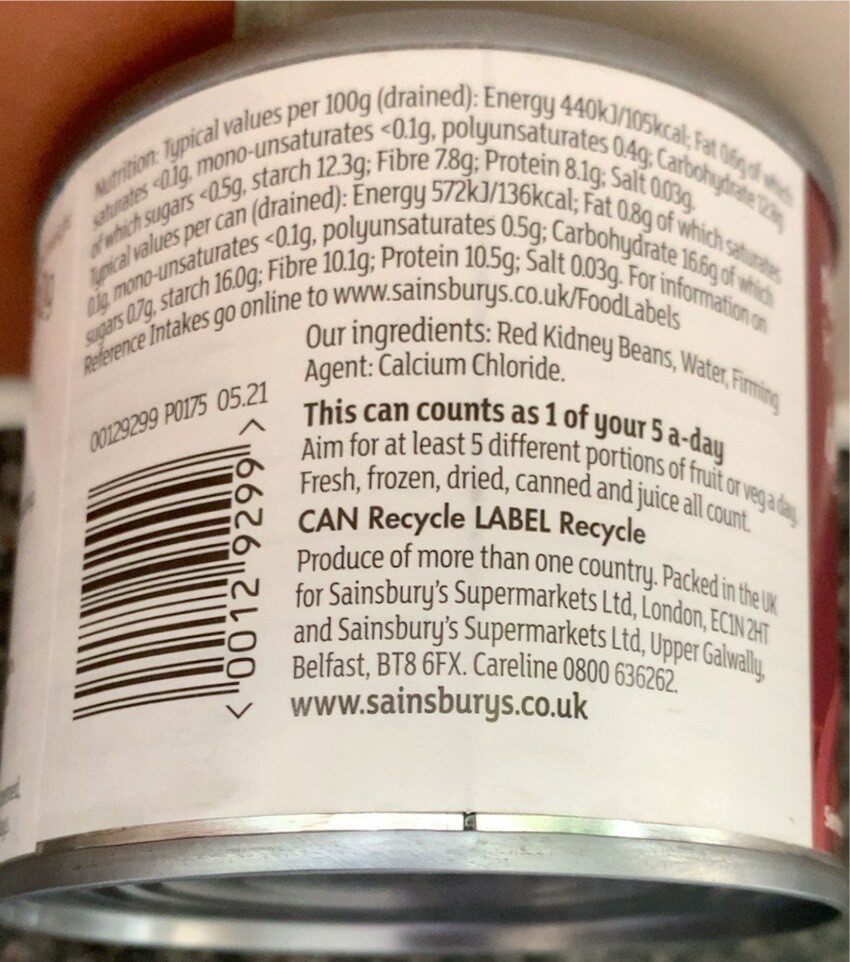 Nutrition: Typical values per 100g (drained): Energy 440kJ/105kcal; Fat 0.6g of which
saturates <0.1g, mono-unsaturates <0.1g, polyunsaturates 0.4g; Carbohydrate 12.8g
of which sugars <0.5g, starch 12.3g; Fibre 7.8g; Protein 8.1g; Salt 0.03g.
Typical values per can (drained): Energy 572kJ/136kcal; Fat 0.8g of which saturates
0.1g, mono-unsaturates <0.1g, polyunsaturates 0.5g; Carbohydrate 16.6g of which
sugars 0.7g, starch 16.0g; Fibre 10.1g; Protein 10.5g; Salt 0.03g. For information on
Reference Intakes go online to www.sainsburys.co.uk/FoodLabels
Our ingredients: Red Kidney Beans, Water, Firming
Agent: Calcium Chloride.
00129299 P0175 05.21
< 0012 9299 >
This can counts as 1 of your 5 a-day
Aim for at least 5 different portions of fruit or veg a day.
Fresh, frozen, dried, canned and juice all count.
CAN Recycle LABEL Recycle
Produce of more than one country. Packed in the UK
for Sainsbury's Supermarkets Ltd, London, EC1N 2HT
and Sainsbury's Supermarkets Ltd, Upper Galwally,
Belfast, BT8 6FX. Careline 0800 636262.
www.sainsburys.co.uk